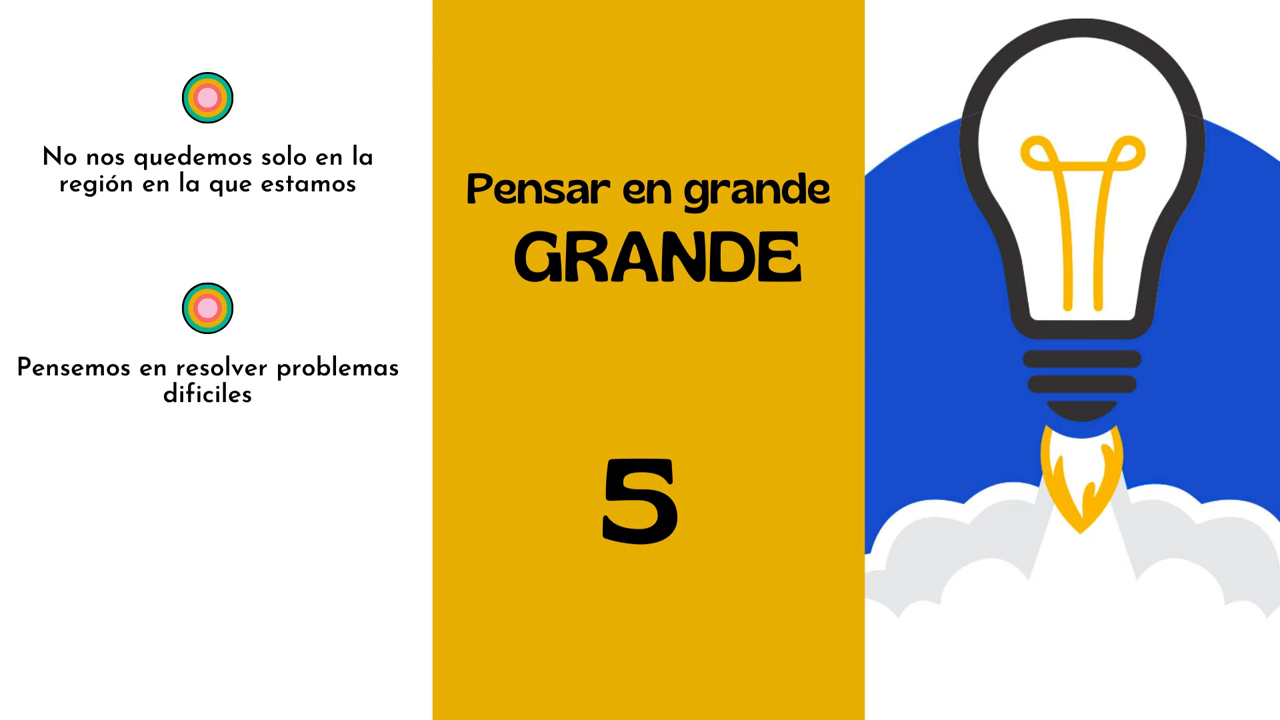 No nos quedemos solo en la
región en la que estamos
Pensemos en resolver problemas
dificiles
Pensar en grande
GRANDE
5